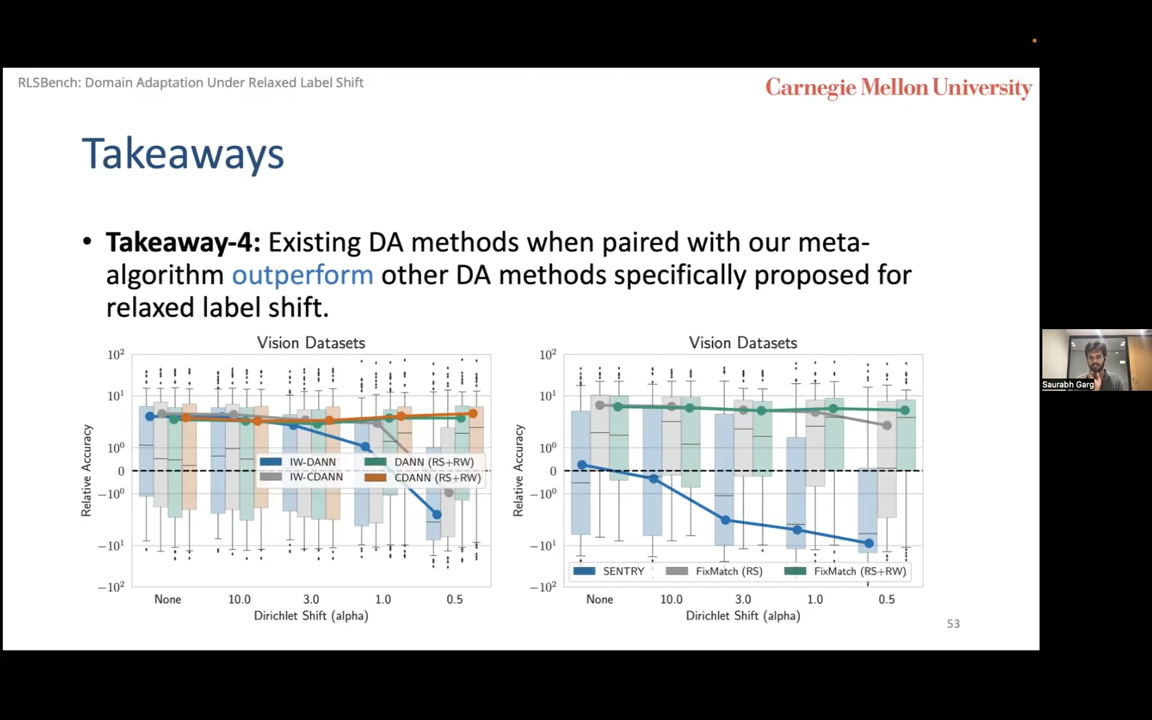 RLSBench: Domain Adaptation Under Relaxed Label Shift
Carnegie Mellon University
Takeaways
• Takeaway-4: Existing DA methods when paired with our meta-
algorithm outperform other DA methods specifically proposed for
relaxed label shift.
Vision Datasets
10²
10¹
10⁰
0
−10⁰
−10¹
−10²
Relative Accuracy
IW-DANN
IW-CDANN
DANN (RS+RW)
CDANN (RS+RW)
None 10.0 3.0 1.0 0.5
Dirichlet Shift (alpha)
Vision Datasets
10²
10¹
10⁰
0
−10⁰
−10¹
−10²
Relative Accuracy
SENTRY FixMatch (RS) FixMatch (RS+RW)
None 10.0 3.0 1.0 0.5
Dirichlet Shift (alpha)
53
Saurabh Garg